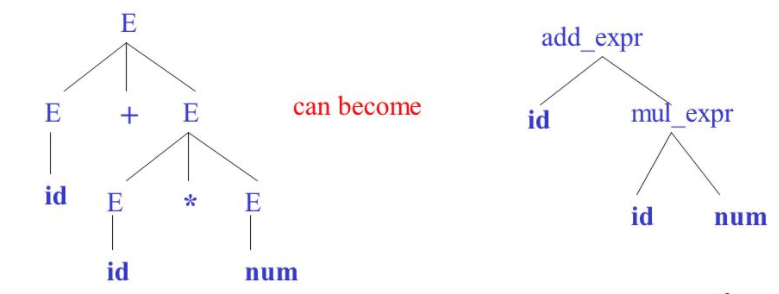 E
add_expr
E + E
can become
id
mul_expr
id
E * E
id num
id num